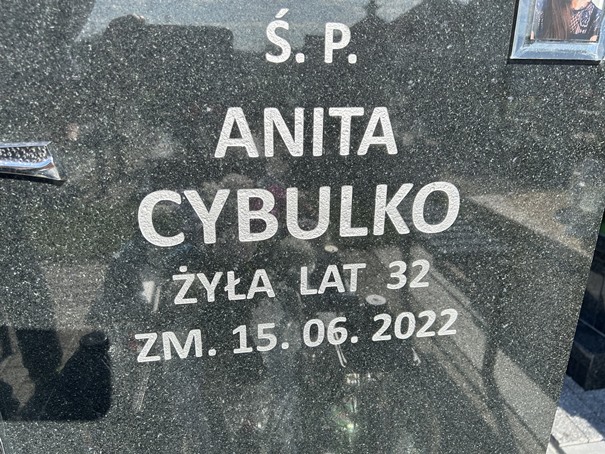 Ś. P.
ANITA
CYBULKO
ŻYŁA LAT 32
ZM. 15. 06. 2022